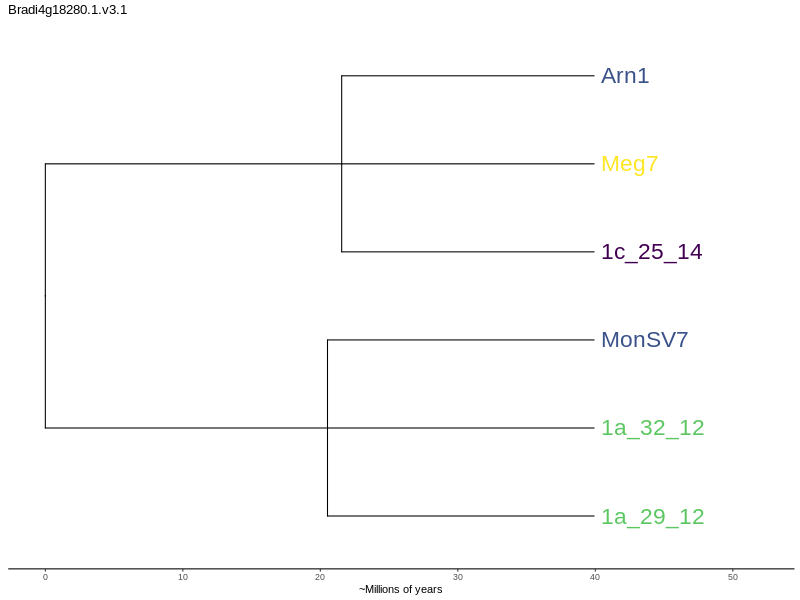 Bradi4g18280.1.v3.1
Arn1
Meg7
1c_25_14
MonSV7
1a_32_12
1a_29_12
0 10 20 30 40 50
~Millions of years